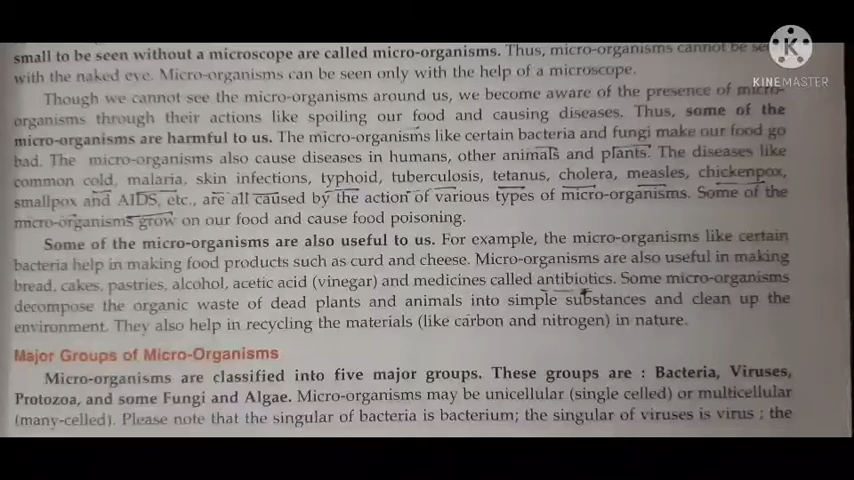 small to be seen without a microscope are called micro-organisms. Thus, micro-organisms cannot be
with the naked eye. Micro-organisms can be seen only with the help of a microscope.
Though we cannot see the micro-organisms around us, we become aware of the presence of micro-
organisms through their actions like spoiling our food and causing diseases. Thus, some of the
micro-organisms are harmful to us. The micro-organisms like certain bacteria and fungi make our food go
bad. The micro-organisms also cause diseases in humans, other animals and plants. The diseases like
common cold, malaria, skin infections, typhoid, tuberculosis, tetanus, cholera, measles, chickenpox,
smallpox and AIDS, etc., are all caused by the action of various types of micro-organisms. Some of the
micro-organisms grow on our food and cause food poisoning.
Some of the micro-organisms are also useful to us. For example, the micro-organisms like certain
bacteria help in making food products such as curd and cheese. Micro-organisms are also useful in making
bread, cakes, pastries, alcohol, acetic acid (vinegar) and medicines called antibiotics. Some micro-organisms
decompose the organic waste of dead plants and animals into simple substances and clean up the
environment. They also help in recycling the materials (like carbon and nitrogen) in nature.
Major Groups of Micro-Organisms
Micro-organisms are classified into five major groups. These groups are : Bacteria, Viruses,
Protozoa, and some Fungi and Algae. Micro-organisms may be unicellular (single celled) or multicellular
(many-celled). Please note that the singular of bacteria is bacterium; the singular of viruses is virus ; the
K
KINEMASTER